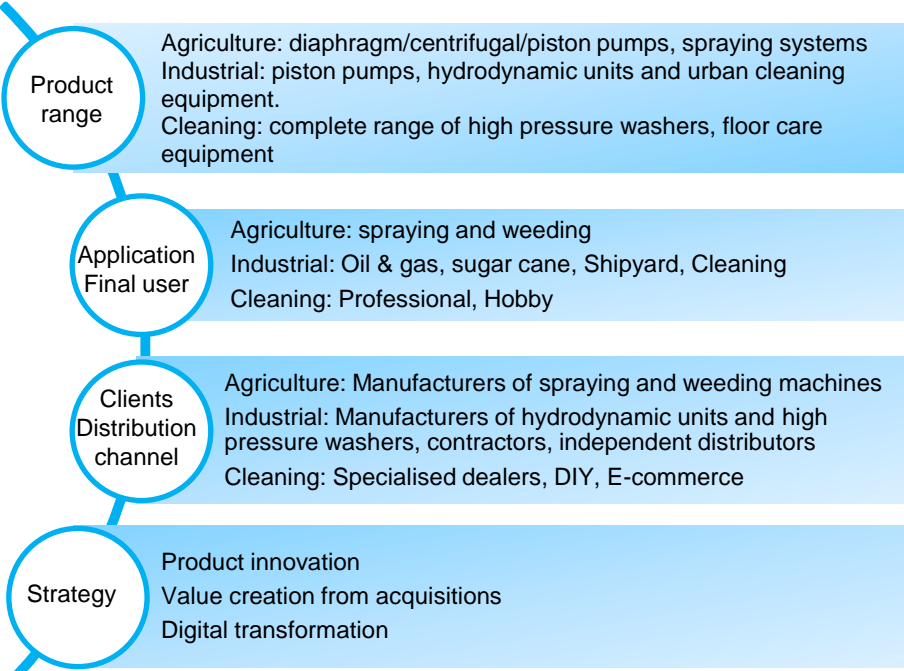 Product
range
Agriculture: diaphragm/centrifugal/piston pumps, spraying systems
Industrial: piston pumps, hydrodynamic units and urban cleaning
equipment.
Cleaning: complete range of high pressure washers, floor care
equipment
Application
Final user
Agriculture: spraying and weeding
Industrial: Oil & gas, sugar cane, Shipyard, Cleaning
Cleaning: Professional, Hobby
Clients
Distribution
channel
Agriculture: Manufacturers of spraying and weeding machines
Industrial: Manufacturers of hydrodynamic units and high
pressure washers, contractors, independent distributors
Cleaning: Specialised dealers, DIY, E-commerce
Strategy
Product innovation
Value creation from acquisitions
Digital transformation